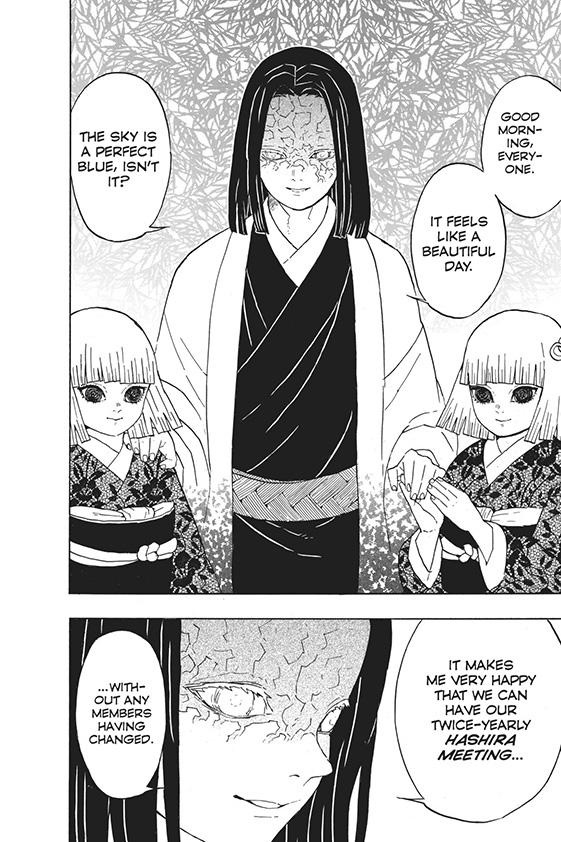 GOOD
MORN-
ING,
EVERY-
ONE.
IT FEELS
LIKE A
BEAUTIFUL
DAY.
THE SKY IS
A PERFECT
BLUE, ISN'T
IT?
IT MAKES
ME VERY HAPPY
THAT WE CAN
HAVE OUR
TWICE-YEARLY
HASHIRA
MEETING...
...WITH-
OUT ANY
MEMBERS
HAVING
CHANGED.